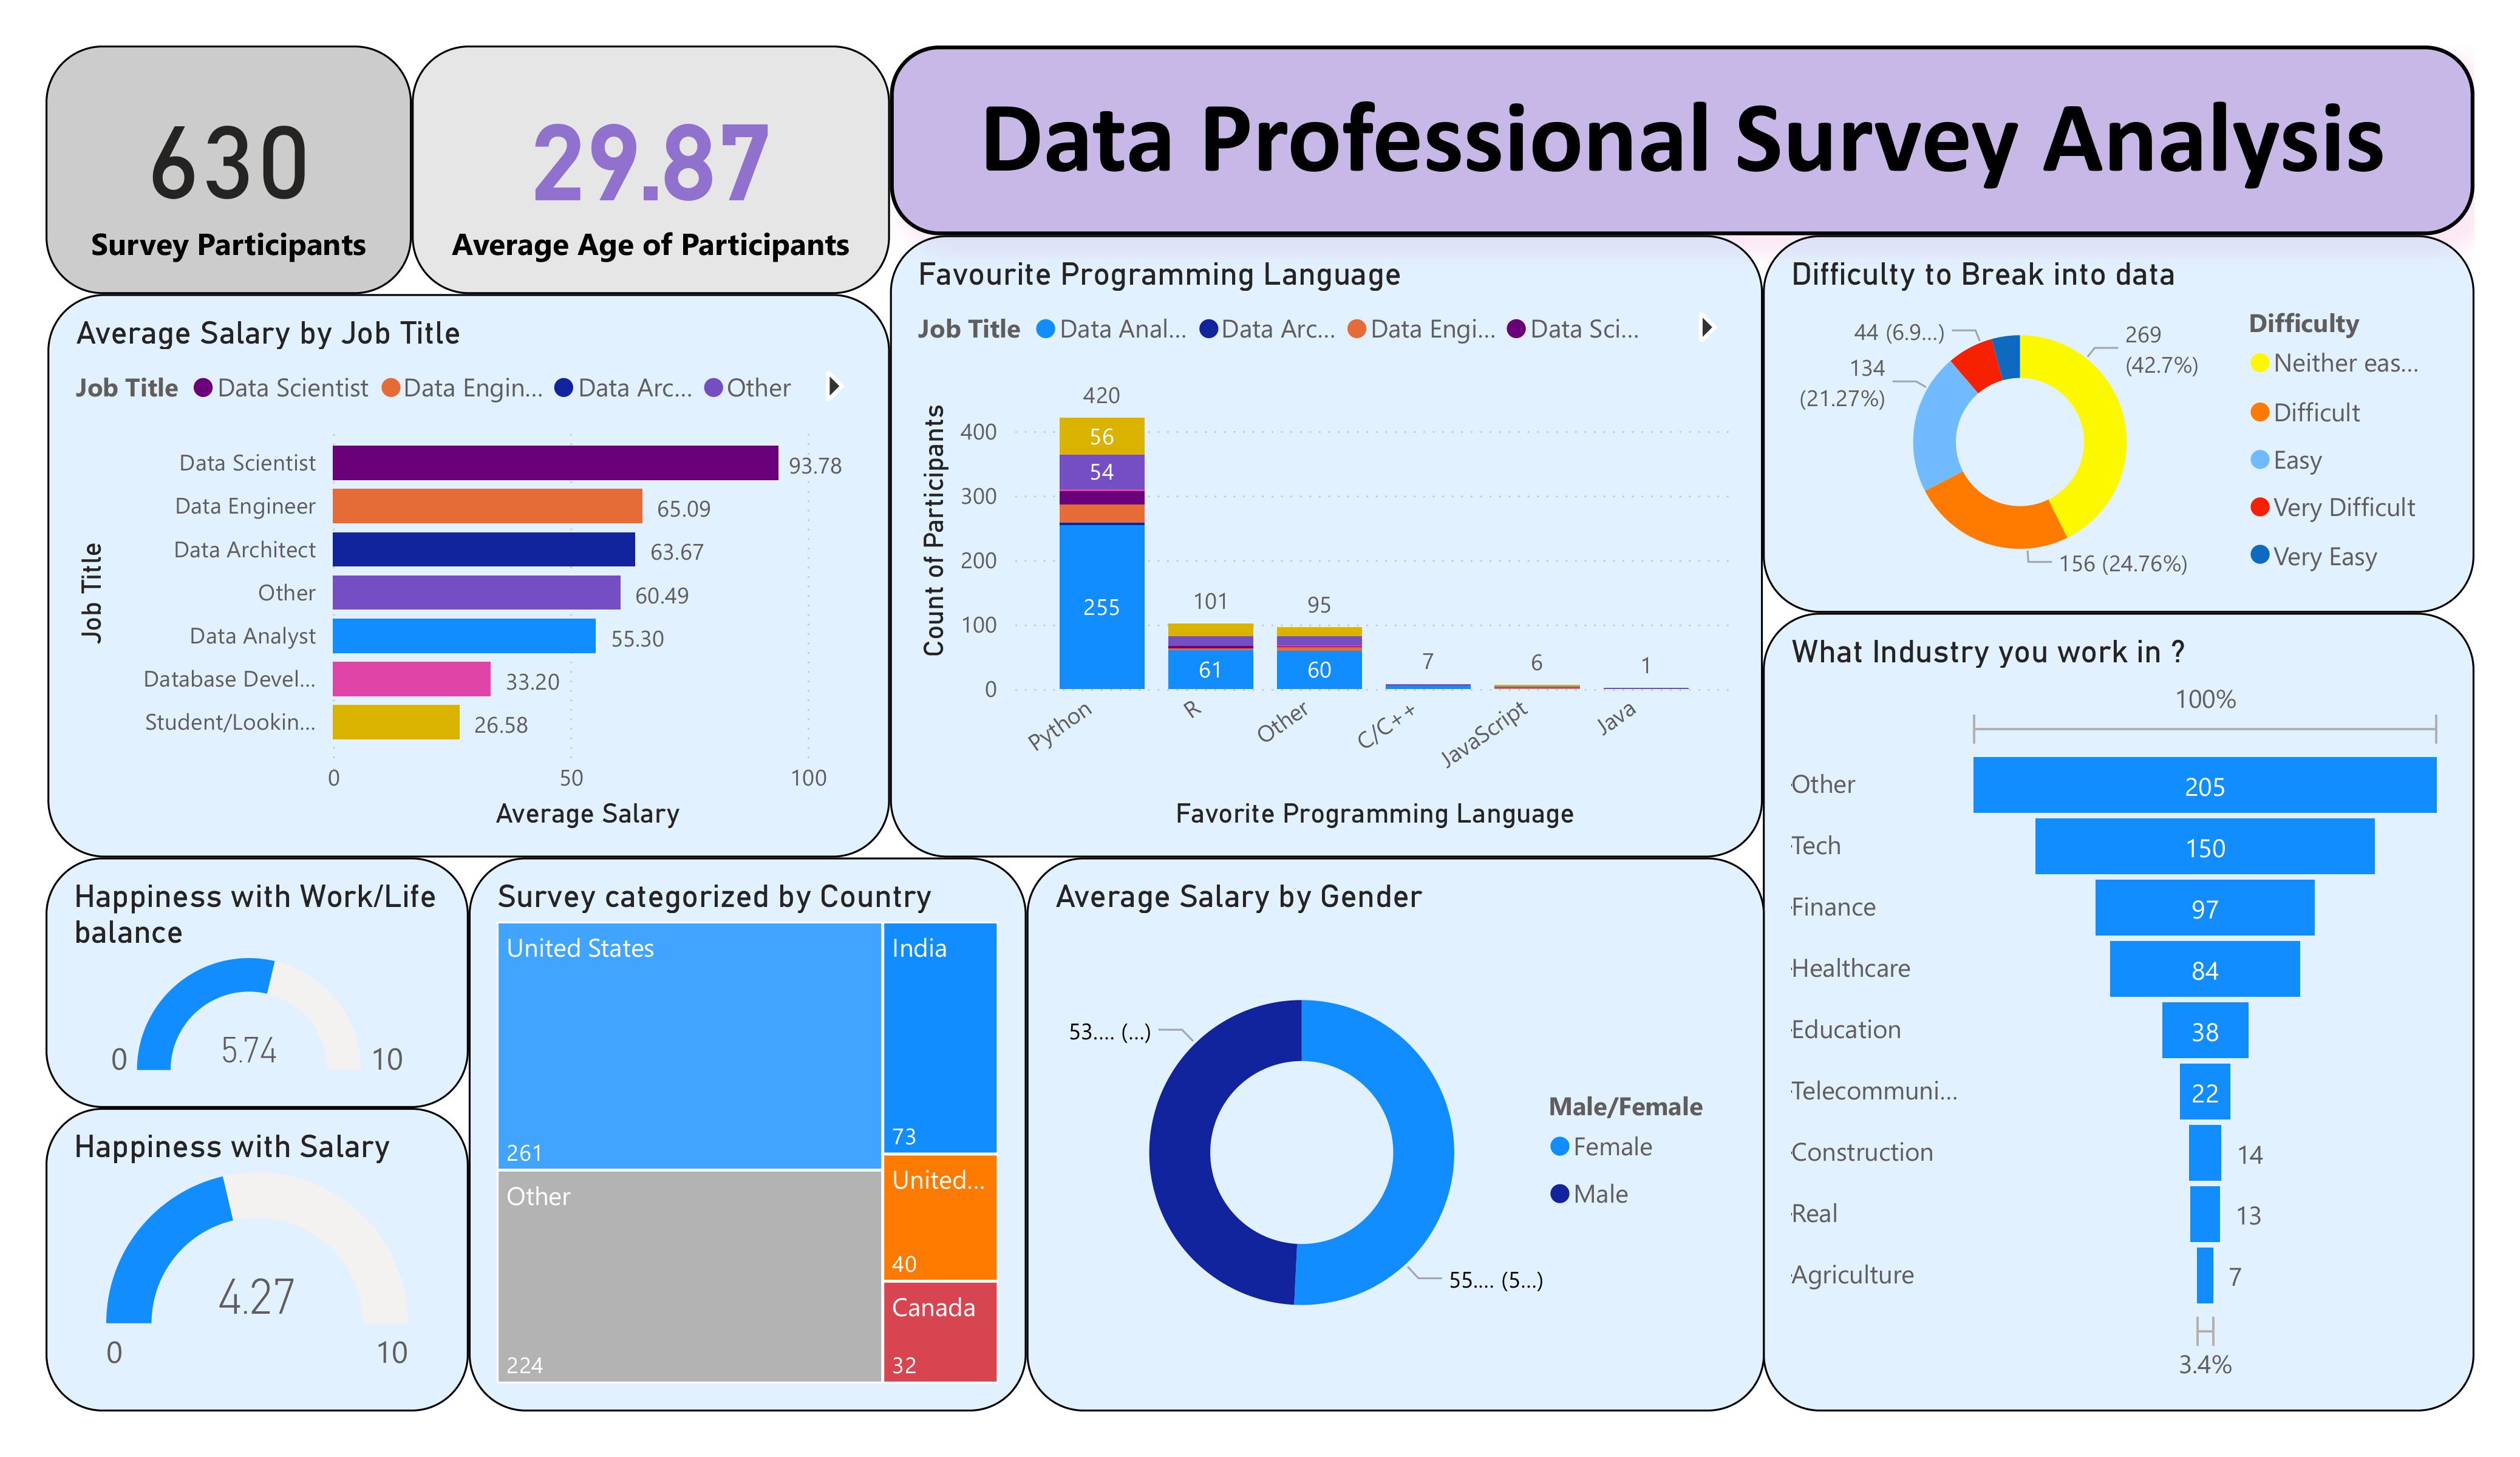 630
Survey Participants
29.87
Average Age of Participants
Data Professional Survey Analysis
Average Salary by Job Title
Job Title Data Scientist Data Engin... Data Arc... Other
Job Title
Data Scientist 93.78
Data Engineer 65.09
Data Architect 63.67
Other 60.49
Data Analyst 55.30
Database Devel... 33.20
Student/Lookin... 26.58
0 50 100
Average Salary
Favourite Programming Language
Job Title Data Anal... Data Arc... Data Engi... Data Sci...
Count of Participants
400
300
200
100
0
420
56
54
255
101
61
95
60
7
6
1
Python
R
Other
C/C++
JavaScript
Java
Favorite Programming Language
Difficulty to Break into data
44 (6.9...)
134
(21.27%)
269
(42.7%)
156 (24.76%)
Difficulty
Neither eas...
Difficult
Easy
Very Difficult
Very Easy
What Industry you work in ?
100%
Other 205
Tech 150
Finance 97
Healthcare 84
Education 38
Telecommuni... 22
Construction 14
Real 13
Agriculture 7
3.4%
Happiness with Work/Life
balance
5.74
0 10
Happiness with Salary
4.27
0 10
Survey categorized by Country
United States
261
Other
224
India
73
United...
40
Canada
32
Average Salary by Gender
53.... (...)
55.... (5...)
Male/Female
Female
Male